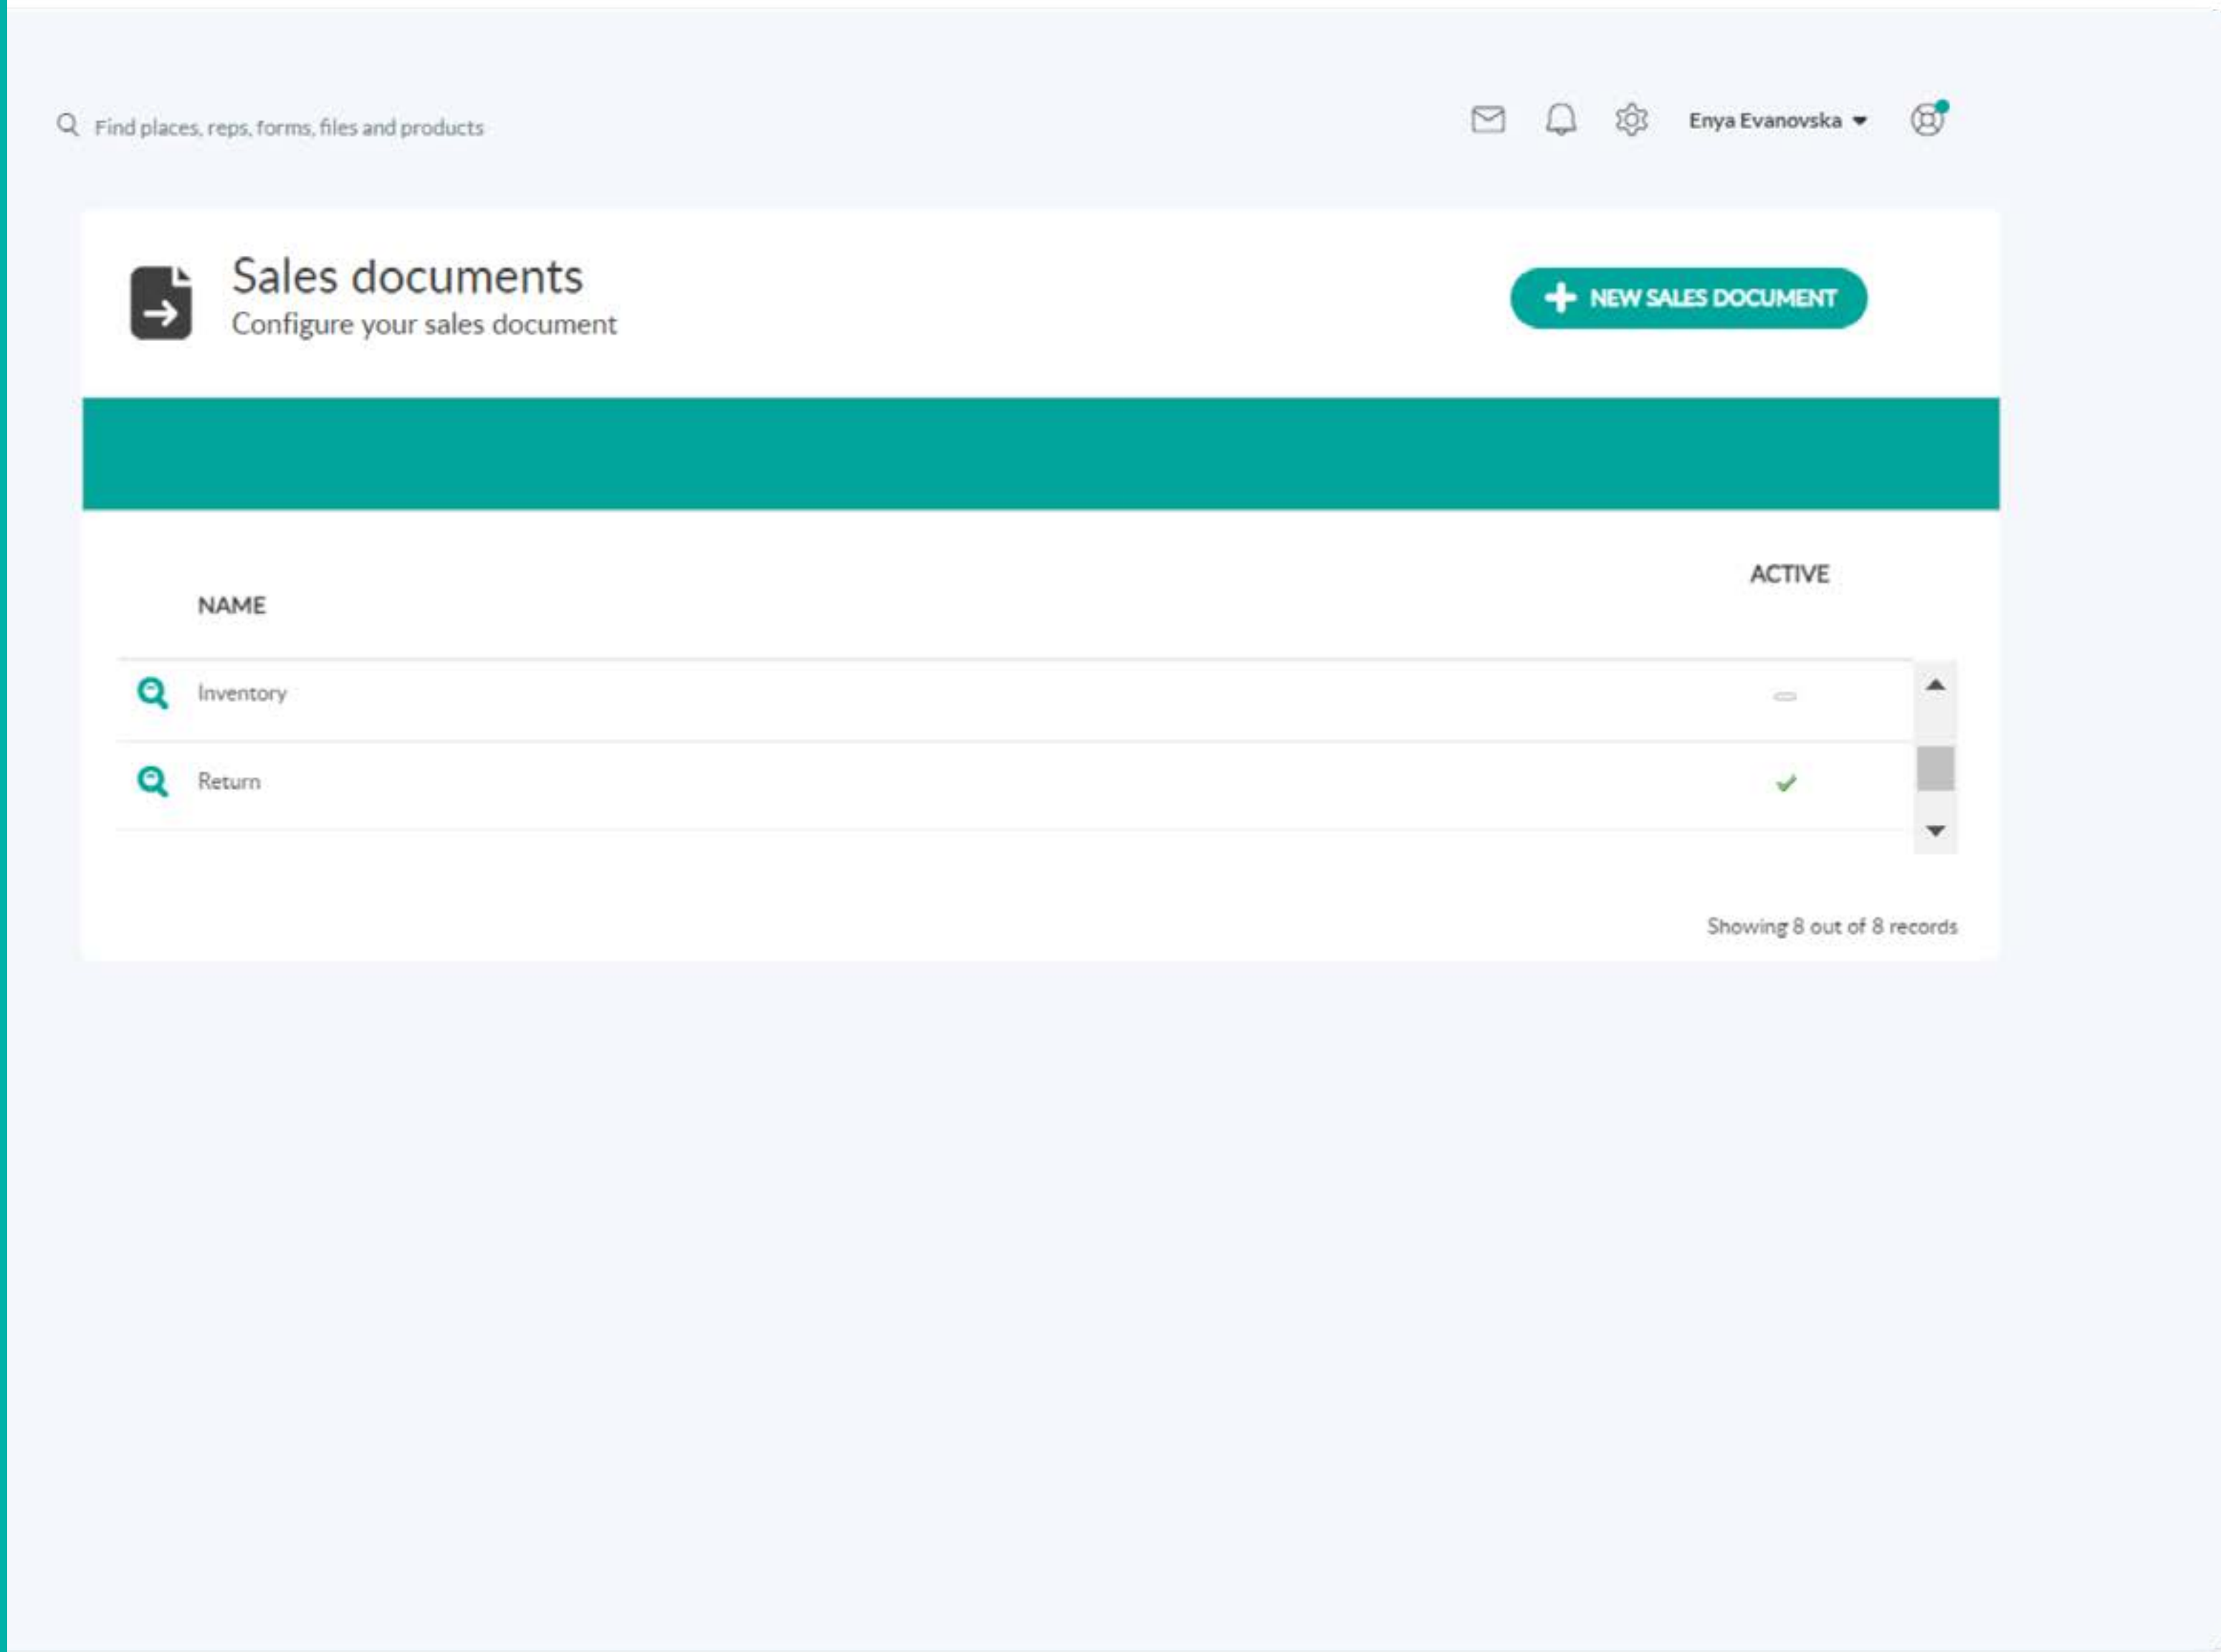 Find places, reps, forms, files and products
Enya Evanovska
Sales documents
Configure your sales document
NEW SALES DOCUMENT
NAME
ACTIVE
Inventory
Return
Showing 8 out of 8 records